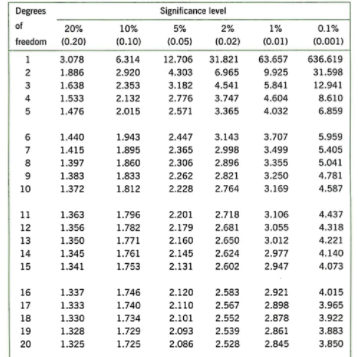 Degrees Significance level
of 20% 10% 5% 2% 1% 0.1%
freedom (0.20) (0.10) (0.05) (0.02) (0.01) (0.001)
1 3.078 6.314 12.706 31.821 63.657 636.619
2 1.886 2.920 4.303 6.965 9.925 31.598
3 1.638 2.353 3.182 4.541 5.841 12.941
4 1.533 2.132 2.776 3.747 4.604 8.610
5 1.476 2.015 2.571 3.365 4.032 6.859
6 1.440 1.943 2.447 3.143 3.707 5.959
7 1.415 1.895 2.365 2.998 3.499 5.405
8 1.397 1.860 2.306 2.896 3.355 5.041
9 1.383 1.833 2.262 2.821 3.250 4.781
10 1.372 1.812 2.228 2.764 3.169 4.587
11 1.363 1.796 2.201 2.718 3.106 4.437
12 1.356 1.782 2.179 2.681 3.055 4.318
13 1.350 1.771 2.160 2.650 3.012 4.221
14 1.345 1.761 2.145 2.624 2.977 4.140
15 1.341 1.753 2.131 2.602 2.947 4.073
16 1.337 1.746 2.120 2.583 2.921 4.015
17 1.333 1.740 2.110 2.567 2.898 3.965
18 1.330 1.734 2.101 2.552 2.878 3.922
19 1.328 1.729 2.093 2.539 2.861 3.883
20 1.325 1.725 2.086 2.528 2.845 3.850